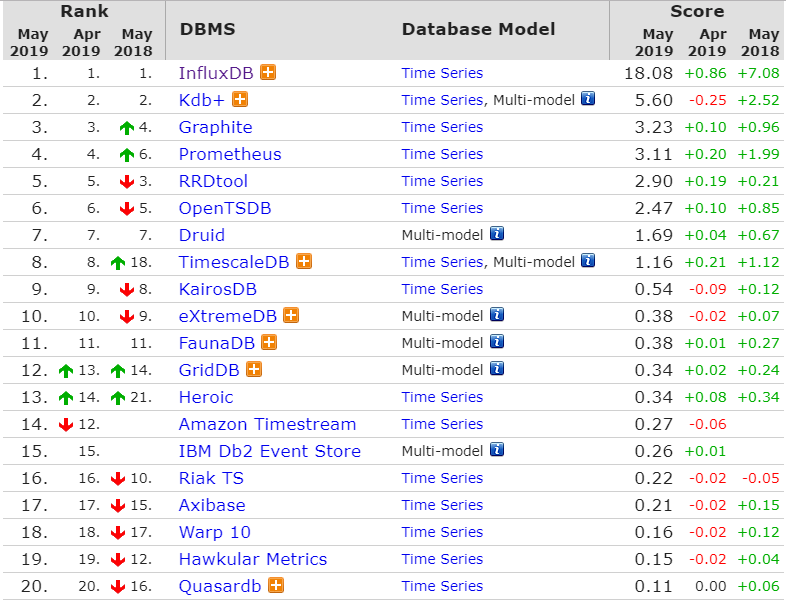 Rank DBMS Database Model Score
May Apr May May Apr May
2019 2019 2018 2019 2019 2018
1. 1. 1. InfluxDB Time Series 18.08 +0.86 +7.08
2. 2. 2. Kdb+ Time Series, Multi-model i 5.60 -0.25 +2.52
3. 3. 4. Graphite Time Series 3.23 +0.10 +0.96
4. 4. 6. Prometheus Time Series 3.11 +0.20 +1.99
5. 5. 3. RRDtool Time Series 2.90 +0.19 +0.21
6. 6. 5. OpenTSDB Time Series 2.47 +0.10 +0.85
7. 7. 7. Druid Multi-model i 1.69 +0.04 +0.67
8. 8. 18. TimescaleDB Time Series, Multi-model i 1.16 +0.21 +1.12
9. 9. 8. KairosDB Time Series 0.54 -0.09 +0.12
10. 10. 9. eXtremeDB Multi-model i 0.38 -0.02 +0.07
11. 11. 11. FaunaDB Multi-model i 0.38 +0.01 +0.27
12. 13. 14. GridDB Multi-model i 0.34 +0.02 +0.24
13. 14. 21. Heroic Time Series 0.34 +0.08 +0.34
14. 12. Amazon Timestream Time Series 0.27 -0.06
15. 15. IBM Db2 Event Store Multi-model i 0.26 +0.01
16. 16. 10. Riak TS Time Series 0.22 -0.02 -0.05
17. 17. 15. Axibase Time Series 0.21 -0.02 +0.15
18. 18. 17. Warp 10 Time Series 0.16 -0.02 +0.12
19. 19. 12. Hawkular Metrics Time Series 0.15 -0.02 +0.04
20. 20. 16. Quasardb Time Series 0.11 0.00 +0.06